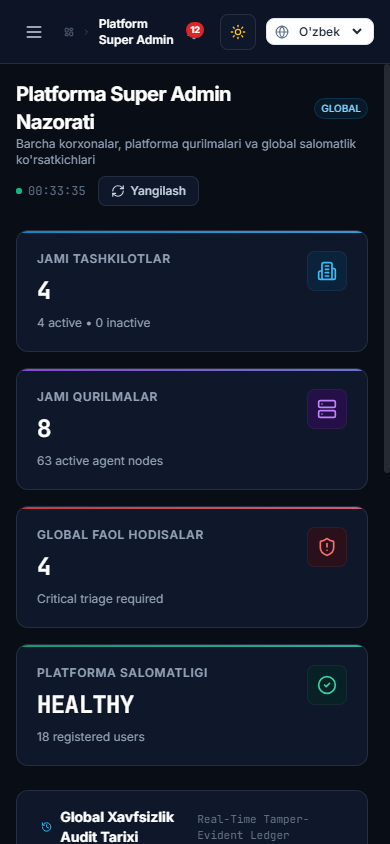 Platform
Super Admin
12
O'zbek
Platforma Super Admin
Nazorati
GLOBAL
Barcha korxonalar, platforma qurilmalari va global salomatlik
ko'rsatkichlari
00:33:35
Yangilash
JAMI TASHKILOTLAR
4
4 active • 0 inactive
JAMI QURILMALAR
8
63 active agent nodes
GLOBAL FAOL HODISALAR
4
Critical triage required
PLATFORMA SALOMATLIGI
HEALTHY
18 registered users
Global Xavfsizlik
Audit Tarixi
Real-Time Tamper-
Evident Ledger